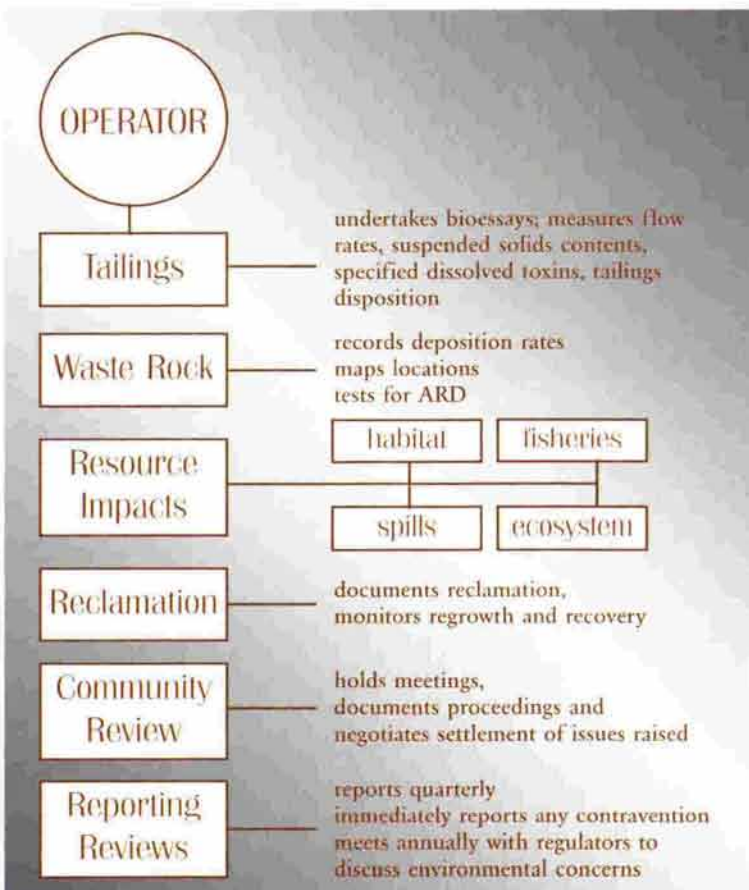 OPERATOR
Tailings
undertakes bioessays; measures flow
rates, suspended solids contents,
specified dissolved toxins, tailings
disposition
Waste Rock
records deposition rates
maps locations
tests for ARD
Resource
Impacts
habitat
fisheries
spills
ecosystem
Reclamation
documents reclamation,
monitors regrowth and recovery
Community
Review
holds meetings,
documents proceedings and
negotiates settlement of issues raised
Reporting
Reviews
reports quarterly
immediately reports any contravention
meets annually with regulators to
discuss environmental concerns